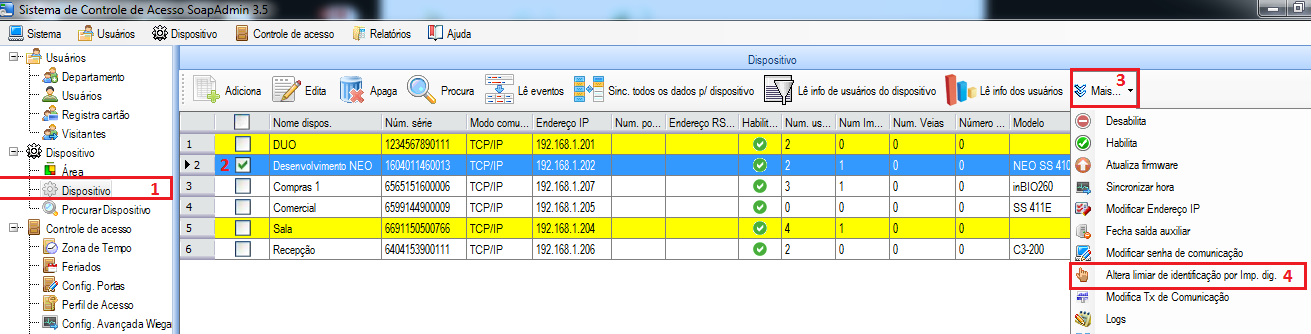 Sistema de Controle de Acesso SoapAdmin 3.5
Sistema Usuários Dispositivo Controle de acesso Relatórios Ajuda
Usuários
Departamento
Usuários
Registra cartão
Visitantes
Dispositivo
Área
Dispositivo 1
Procurar Dispositivo
Controle de acesso
Zona de Tempo
Feriados
Config. Portas
Perfil de Acesso
Config. Avançada Wiega
Dispositivo
Adiciona Edita Apaga Procura Lê eventos Sinc. todos os dados p/ dispositivo Lê info de usuários do dispositivo Lê info dos usuários Mais... 3
Nome dispos. Núm. série Modo comu... Endereço IP Num. po... Endereço RS... Habilit... Num. us... Num Im... Num. Veias Número ... Modelo
1 DUO 1234567890111 TCP/IP 192.168.1.201 2 0 0 0
2 2 Desenvolvimento NEO 1604011460013 TCP/IP 192.168.1.202 2 1 0 0 NEO SS 410
3 Compras 1 6565151600006 TCP/IP 192.168.1.207 3 1 0 0 inBIO260
4 Comercial 6599144900009 TCP/IP 192.168.1.205 0 0 0 0 SS 411E
5 Sala 6691150500766 TCP/IP 192.168.1.204 4 1 0 0
6 Recepção 6404153900111 TCP/IP 192.168.1.206 2 0 0 0 C3-200
Desabilita
Habilita
Atualiza firmware
Sincronizar hora
Modificar Endereço IP
Fecha saída auxiliar
Modificar senha de comunicação
Altera limiar de identificação por Imp. dig. 4
Modifica Tx de Comunicação
Logs